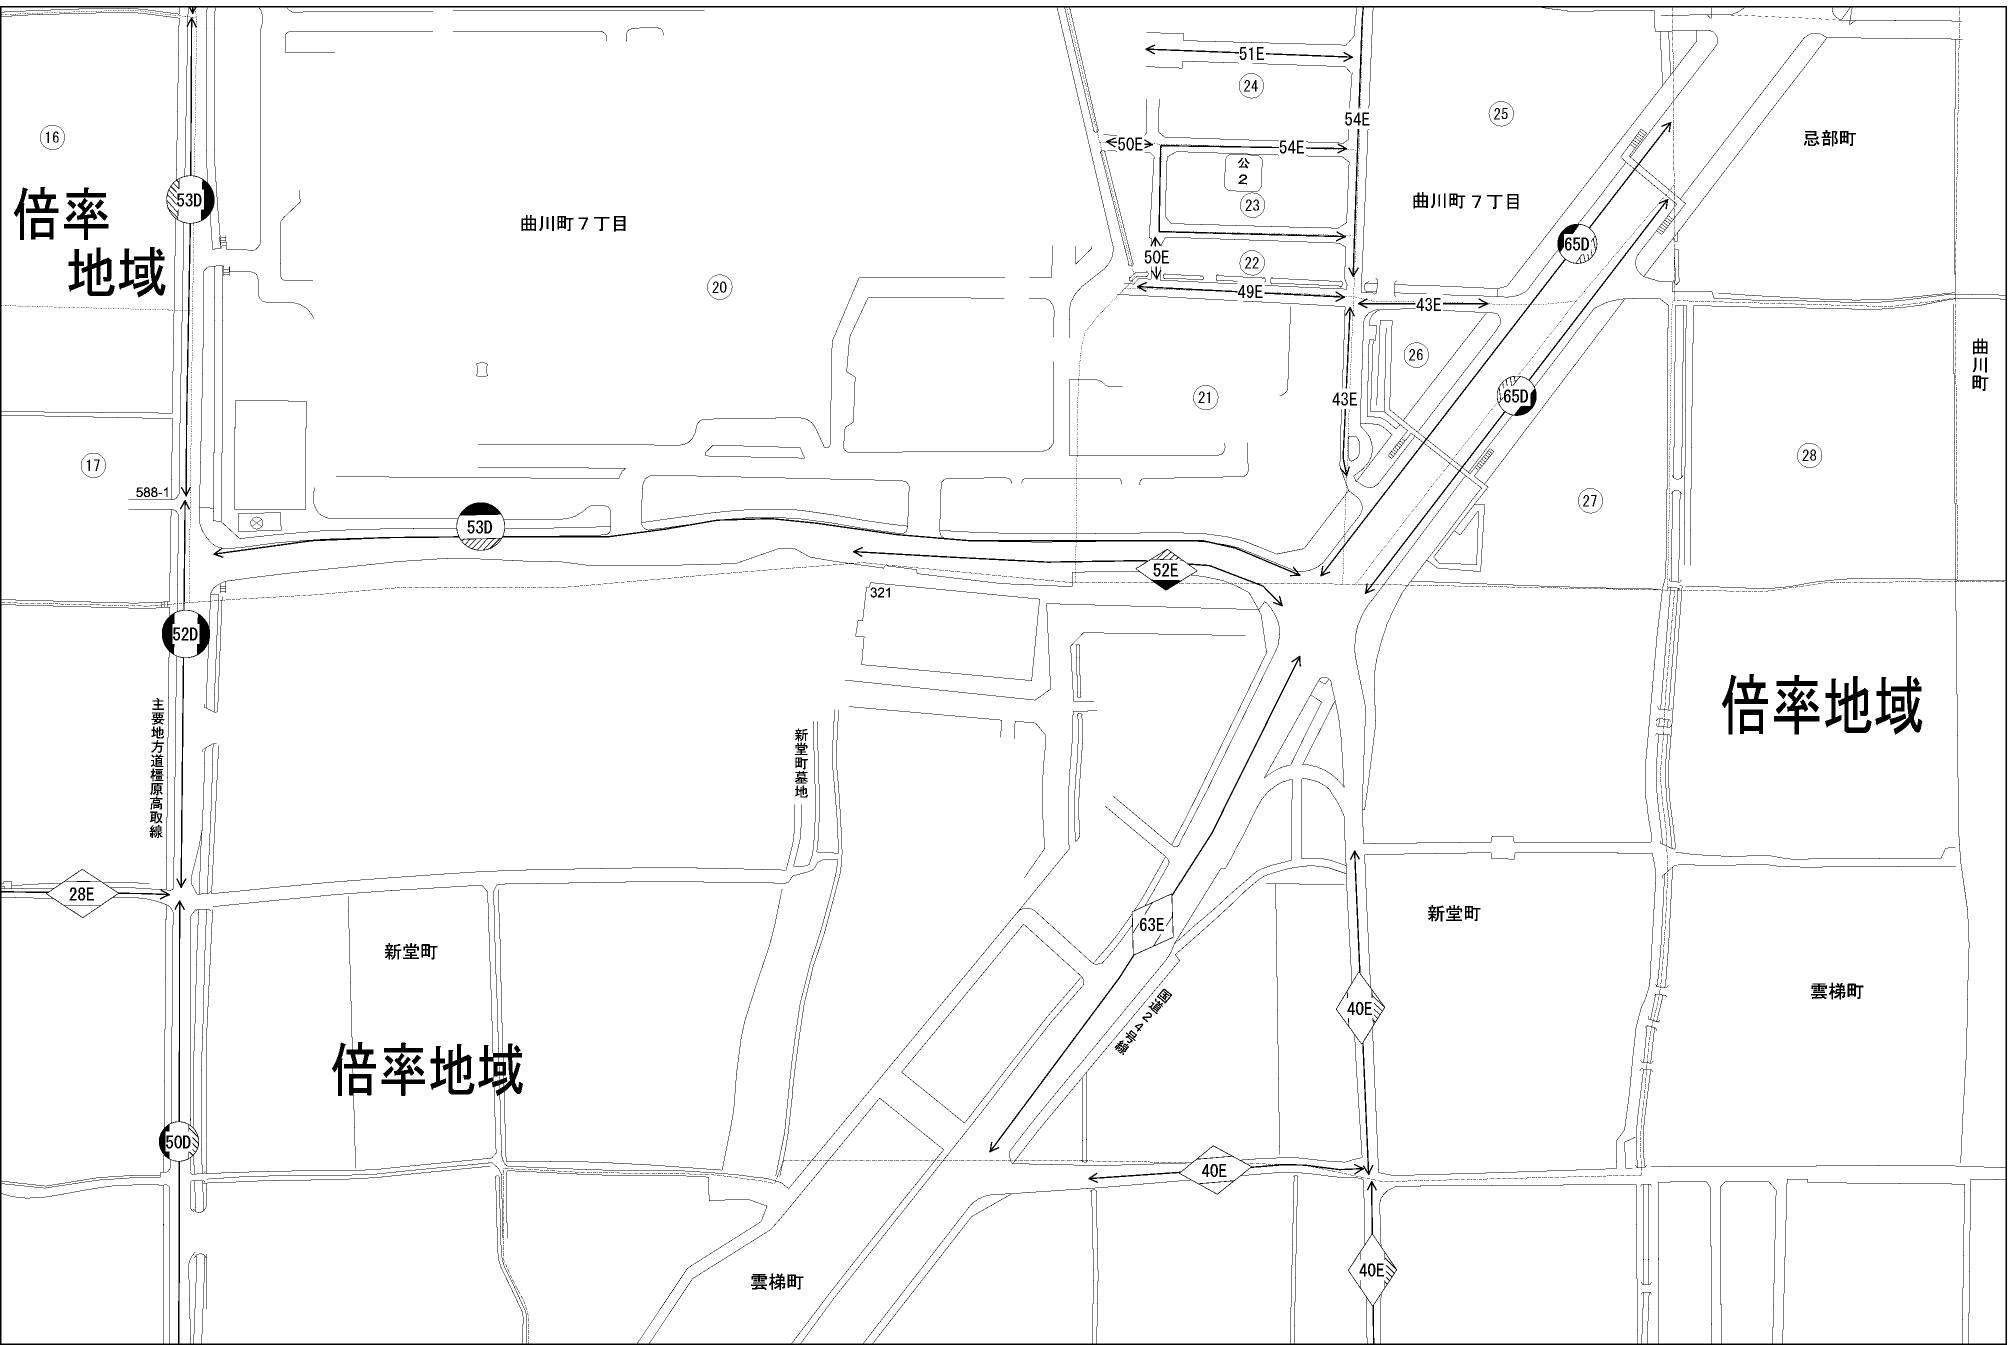 51E
24
16
54E
25
50E
54E
忌部町
公
2
53D
倍率
地域
23
曲川町7丁目
曲川町7丁目
65D
50E
22
20
49E
43E
曲川町
26
65D
43E
21
28
17
588-1
27
53D
52E
321
52D
主要地方道橿原高取線
倍率地域
新堂町墓地
28E
63E
新堂町
新堂町
雲梯町
40E
国道24号線
倍率地域
50D
40E
40E
雲梯町